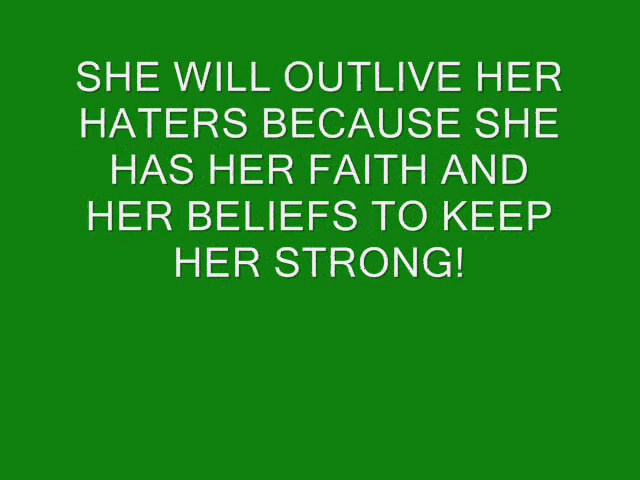 SHE WILL OUTLIVE HER
HATERS BECAUSE SHE
HAS HER FAITH AND
HER BELIEFS TO KEEP
HER STRONG!